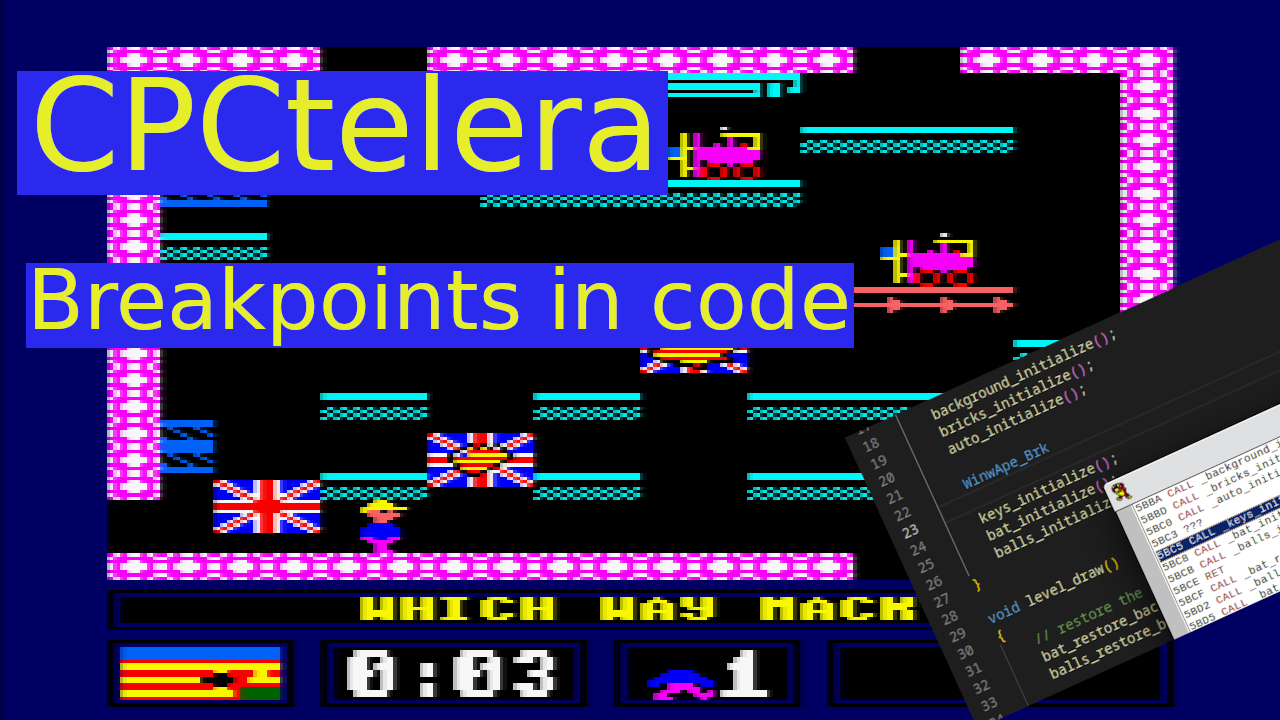 CPCtelera
Breakpoints in code
18
19
20
21
22
23
24
25
26
27
28
29
30
31
32
33
background_initialize();
bricks_initialize();
auto_initialize();
WinwApe_Brk
keys_initialize();
bat_initialize();
balls_initializ
}
void level_draw()
{
// restore the
bat_restore_bac
balls_restore_b
5BBA CALL _background_i
5BBD CALL _bricks_init
5BC0 CALL _auto_initi
5BC3 ???
5BC5 CALL _keys_ini
5BC8 CALL _bat_init
5BCB CALL _balls_i
5BCE RET
5BCF CALL _bat_
5BD2 CALL _ball
5BD5 CALL _bat
WHICH WAY MACK
0:03
1